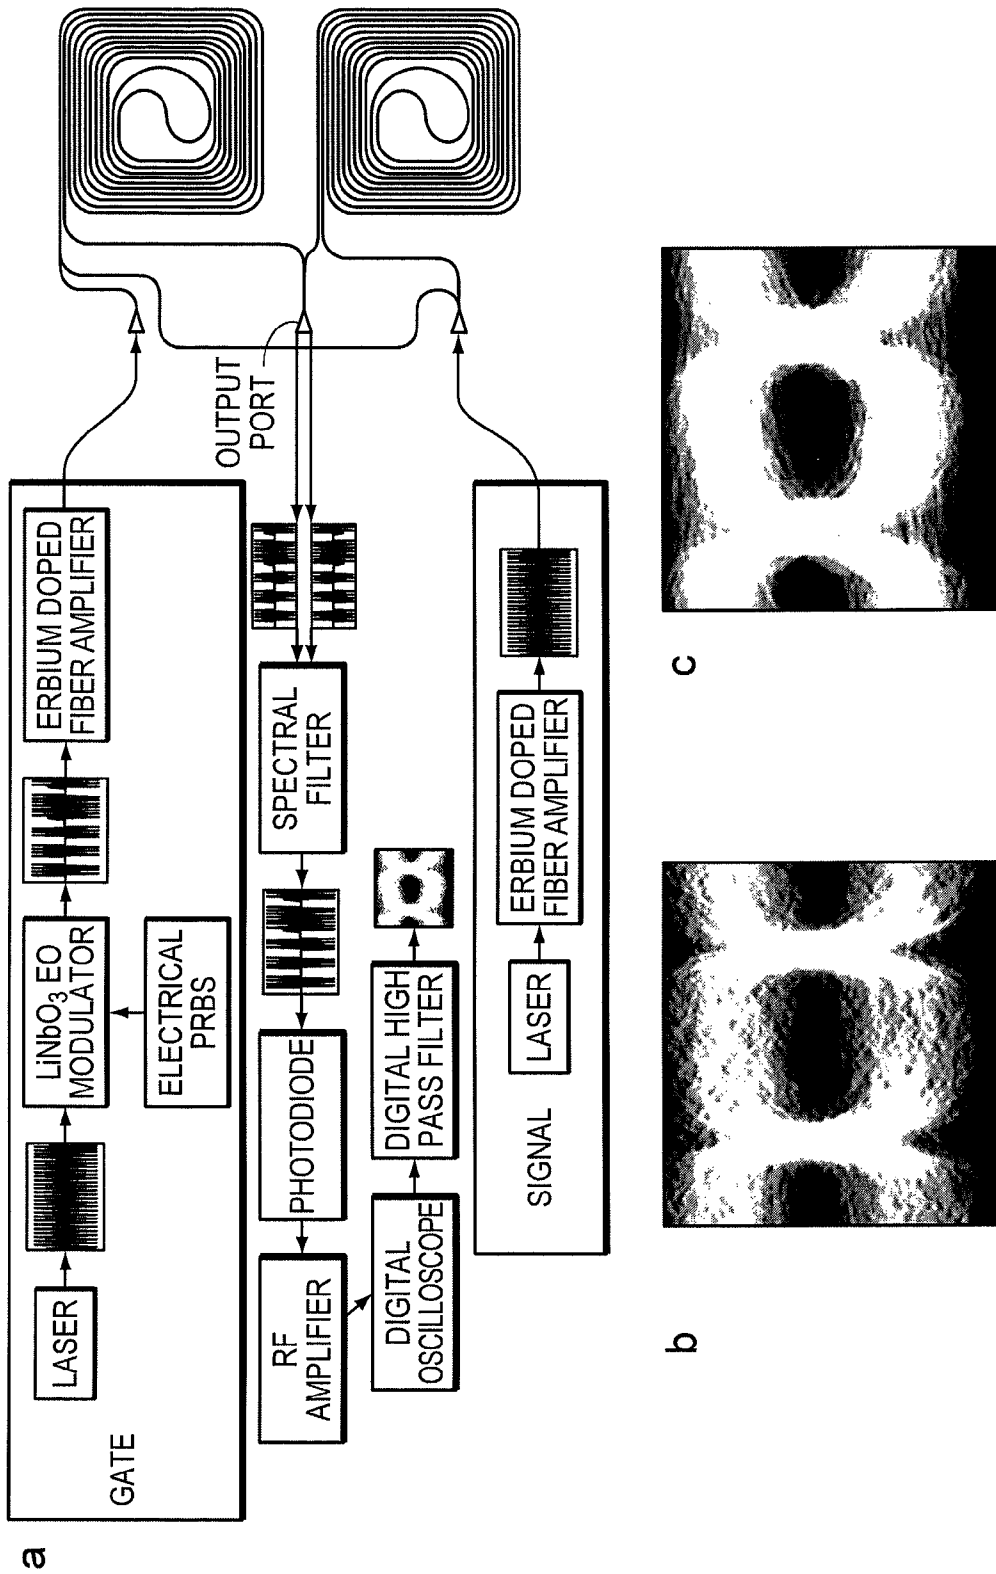 a
GATE
LASER
LiNbO3 EO
MODULATOR
ELECTRICAL
PRBS
ERBIUM DOPED
FIBER AMPLIFIER
OUTPUT
PORT
SPECTRAL
FILTER
PHOTODIODE
RF
AMPLIFIER
DIGITAL
OSCILLOSCOPE
DIGITAL HIGH
PASS FILTER
SIGNAL
LASER
ERBIUM DOPED
FIBER AMPLIFIER
b
c